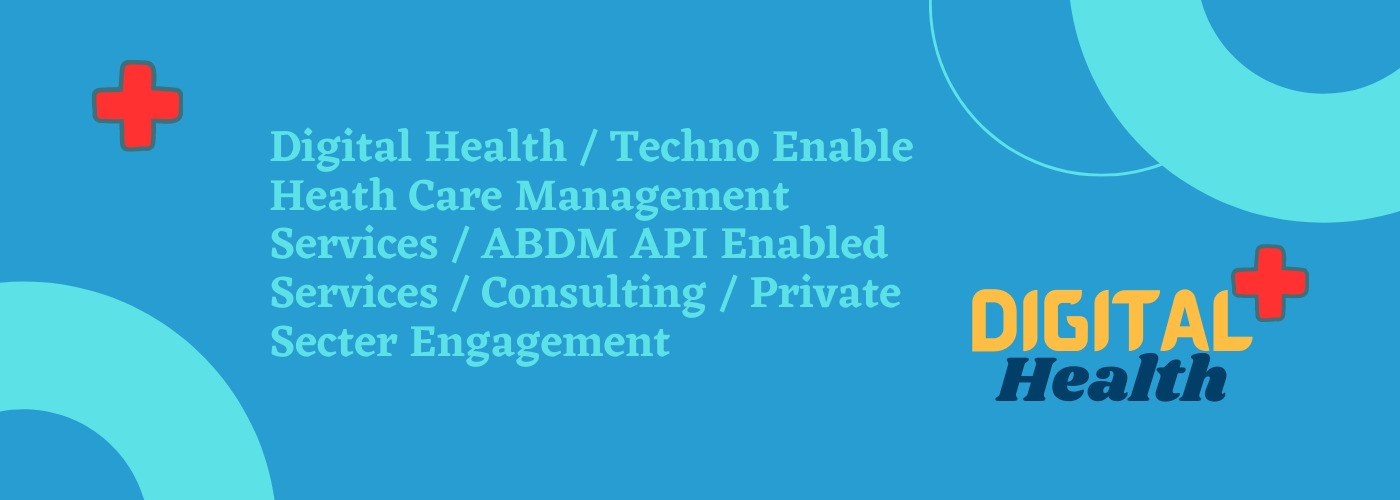 Digital Health / Techno Enable
Heath Care Management
Services / ABDM API Enabled
Services / Consulting / Private
Secter Engagement
DIGITAL
Health